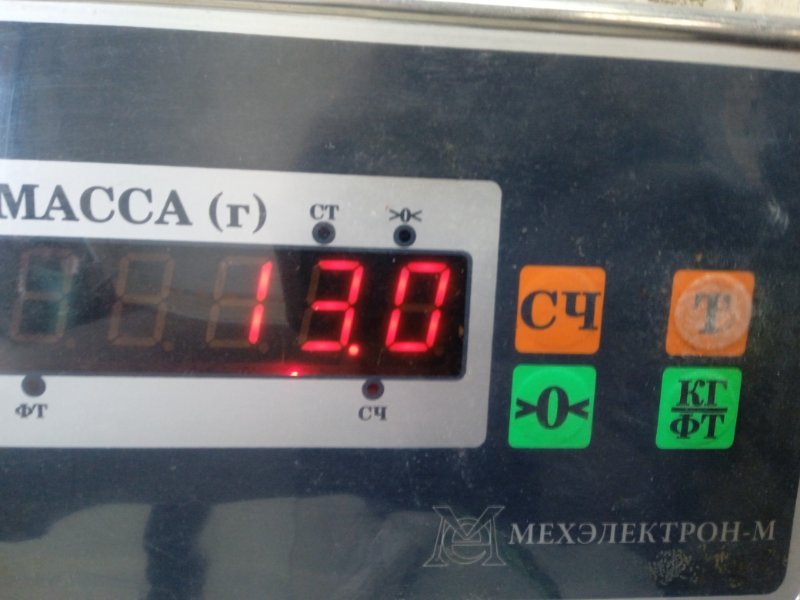 МАССА (г)
СТ
>0<
13.0
ФТ
СЧ
СЧ
Т
>0<
КГ
ФТ
МЕХЭЛЕКТРОН-М